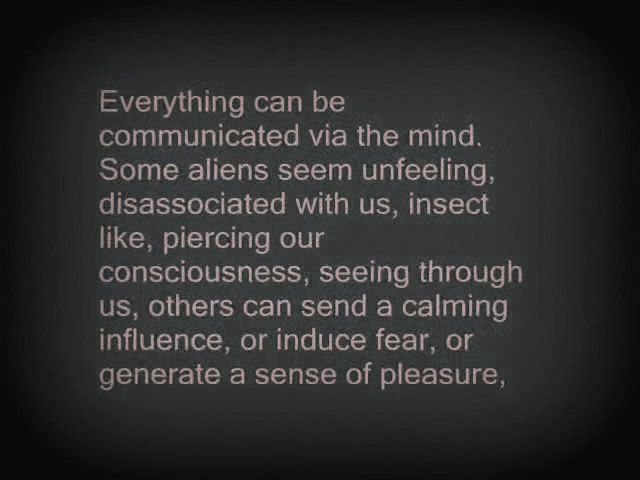 Everything can be
communicated via the mind.
Some aliens seem unfeeling,
disassociated with us, insect
like, piercing our
consciousness, seeing through
us, others can send a calming
influence, or induce fear, or
generate a sense of pleasure,